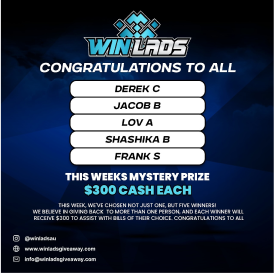 WINLADS
CONGRATULATIONS TO ALL
DEREK C
JACOB B
LOV A
SHASHIKA B
FRANK S
THIS WEEKS MYSTERY PRIZE
$300 CASH EACH
THIS WEEK, WE'VE CHOSEN NOT JUST ONE, BUT FIVE WINNERS!
WE BELIEVE IN GIVING BACK TO MORE THAN ONE PERSON, AND EACH WINNER WILL
RECEIVE $300 TO ASSIST WITH BILLS OF THEIR CHOICE. CONGRATULATIONS TO ALL
@winladsau
www.winladsgiveaway.com
info@winladsgiveaway.com